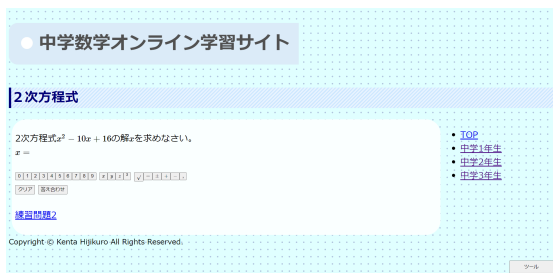 中学数学オンライン学習サイト
２次方程式
2次方程式x² − 10x + 16の解xを求めなさい。
x =
0 1 2 3 4 5 6 7 8 9
クリア 答え合わせ
練習問題2
TOP
中学1年生
中学2年生
中学3年生
Copyright © Kenta Hijikuro All Rights Reserved.
ツール